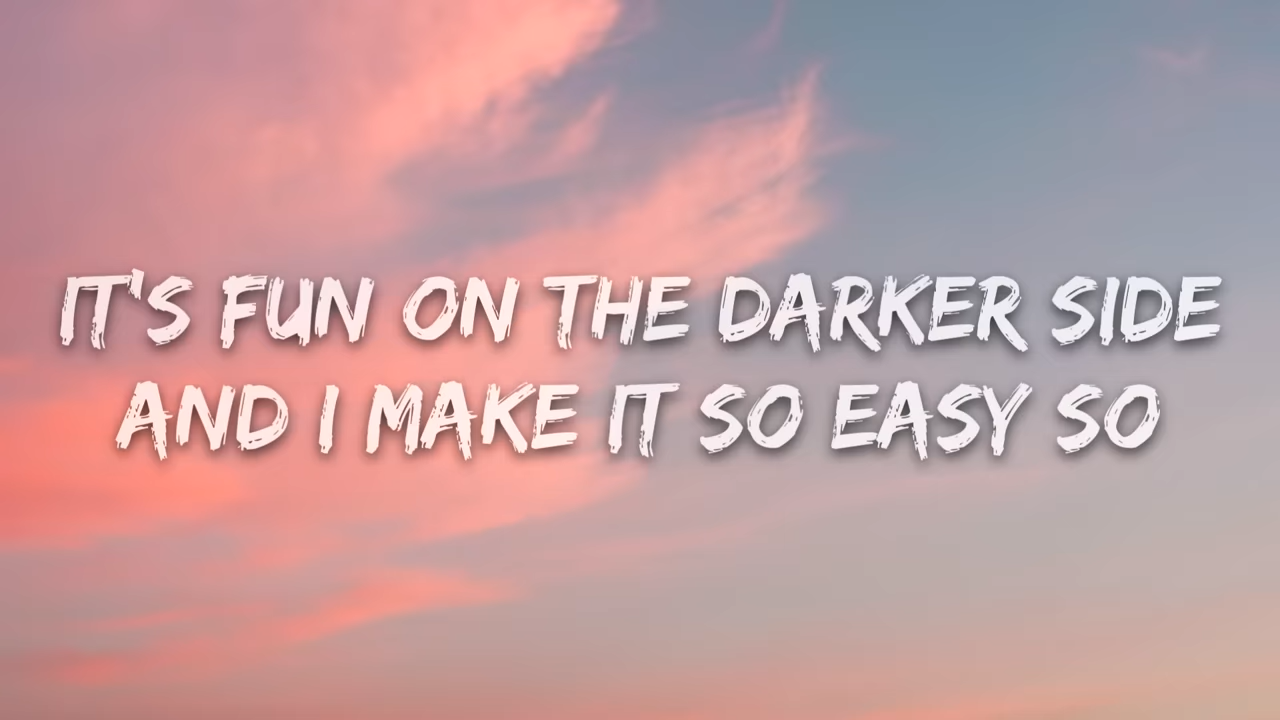 IT'S FUN ON THE DARKER SIDE
AND I MAKE IT SO EASY SO